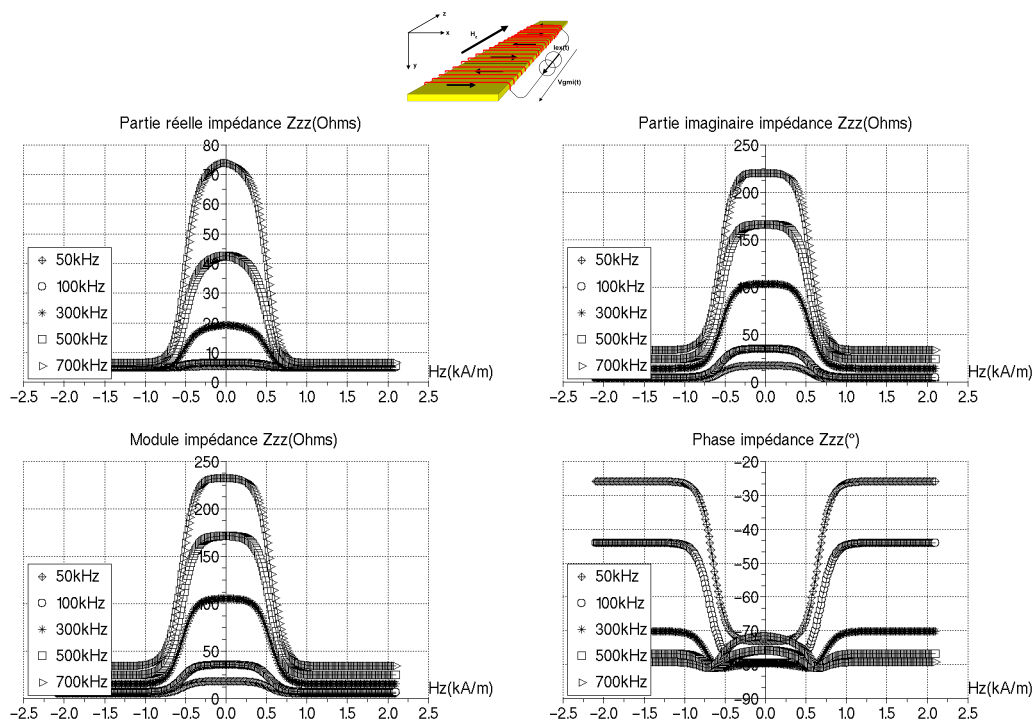 z
x
y
Hz
Iex(t)
Vgmi(t)
Partie réelle impédance Zzz(Ohms)
80
70
60
50
40
30
20
10
0
50kHz
100kHz
300kHz
500kHz
700kHz
Hz(kA/m)
−2.5 −2.0 −1.5 −1.0 −0.5 0.0 0.5 1.0 1.5 2.0 2.5
Partie imaginaire impédance Zzz(Ohms)
250
200
150
100
50
0
50kHz
100kHz
300kHz
500kHz
700kHz
Hz(kA/m)
−2.5 −2.0 −1.5 −1.0 −0.5 0.0 0.5 1.0 1.5 2.0 2.5
Module impédance Zzz(Ohms)
250
200
150
100
50
0
50kHz
100kHz
300kHz
500kHz
700kHz
Hz(kA/m)
−2.5 −2.0 −1.5 −1.0 −0.5 0.0 0.5 1.0 1.5 2.0 2.5
Phase impédance Zzz(°)
−20
−30
−40
−50
−60
−70
−80
−90
50kHz
100kHz
300kHz
500kHz
700kHz
Hz(kA/m)
−2.5 −2.0 −1.5 −1.0 −0.5 0.0 0.5 1.0 1.5 2.0 2.5